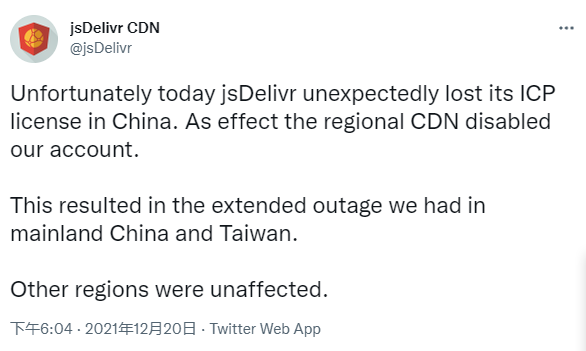 jsDelivr CDN
@jsDelivr
Unfortunately today jsDelivr unexpectedly lost its ICP
license in China. As effect the regional CDN disabled
our account.
This resulted in the extended outage we had in
mainland China and Taiwan.
Other regions were unaffected.
下午6:04 · 2021年12月20日 · Twitter Web App